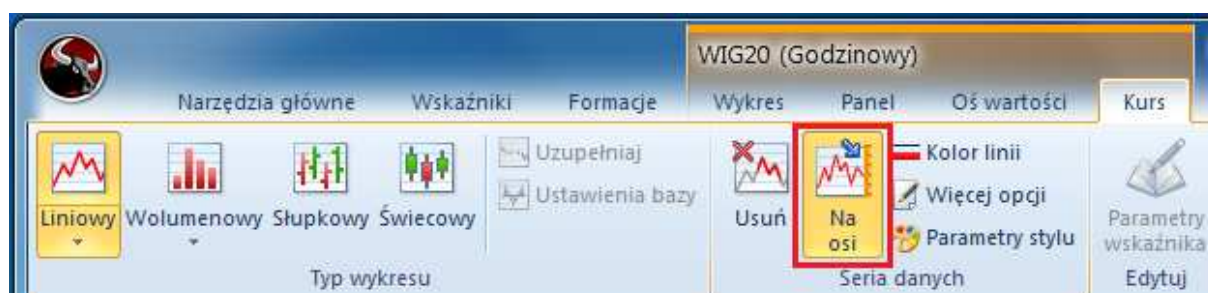 WIG20 (Godzinowy)
Narzędzia główne Wskaźniki Formacje Wykres Panel Oś wartości Kurs
Liniowy Wolumenowy Słupkowy Świecowy
Uzupełniaj
Ustawienia bazy
Usuń
Na
osi
Kolor linii
Więcej opcji
Parametry stylu
Parametry
wskaźnika
Typ wykresu Seria danych Edytuj